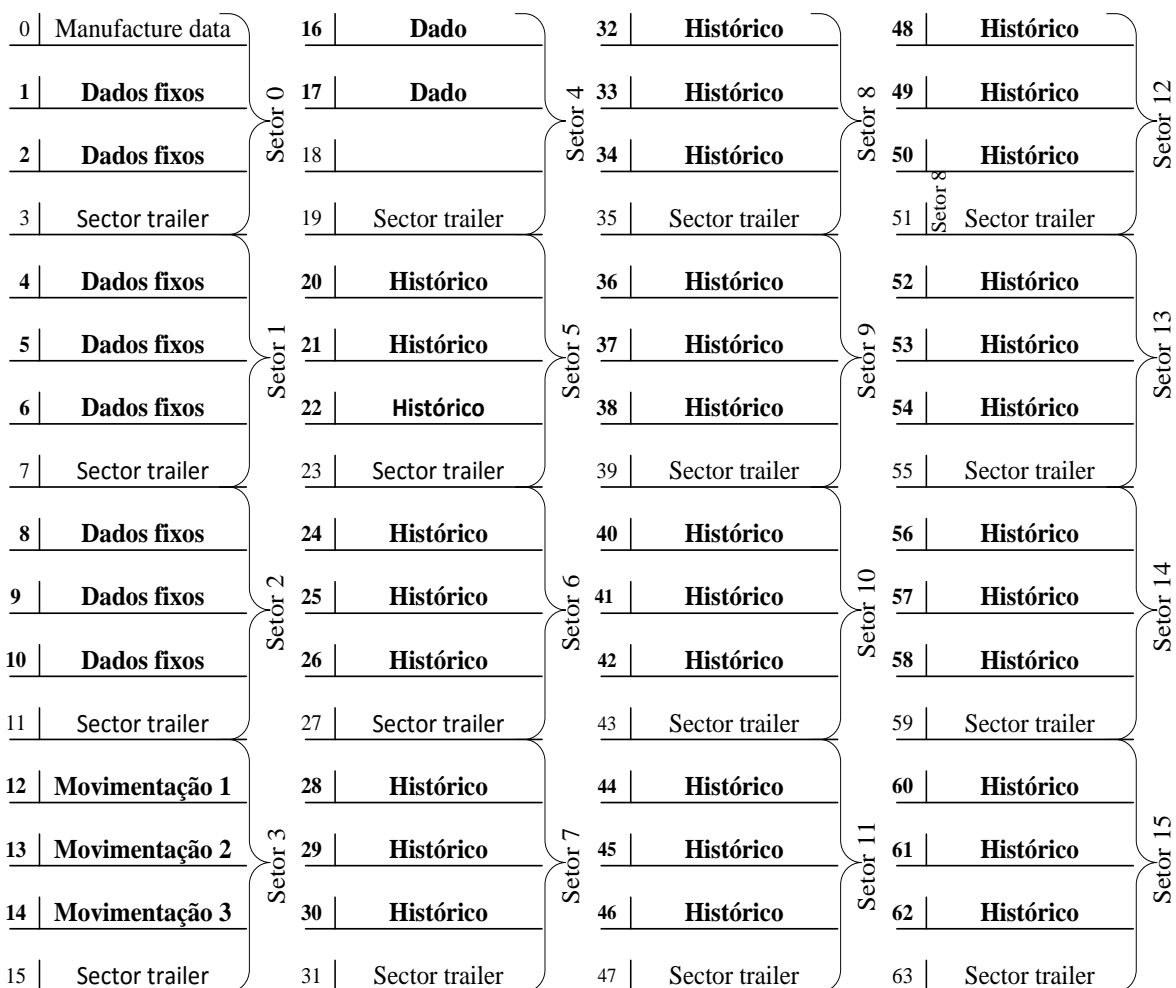 0 Manufacture data
1 Dados fixos
2 Dados fixos
3 Sector trailer
Setor 0
4 Dados fixos
5 Dados fixos
6 Dados fixos
7 Sector trailer
Setor 1
8 Dados fixos
9 Dados fixos
10 Dados fixos
11 Sector trailer
Setor 2
12 Movimentação 1
13 Movimentação 2
14 Movimentação 3
15 Sector trailer
Setor 3
16 Dado
17 Dado
18
19 Sector trailer
Setor 4
20 Histórico
21 Histórico
22 Histórico
23 Sector trailer
Setor 5
24 Histórico
25 Histórico
26 Histórico
27 Sector trailer
Setor 6
28 Histórico
29 Histórico
30 Histórico
31 Sector trailer
Setor 7
32 Histórico
33 Histórico
34 Histórico
35 Sector trailer
Setor 8
36 Histórico
37 Histórico
38 Histórico
39 Sector trailer
Setor 9
40 Histórico
41 Histórico
42 Histórico
43 Sector trailer
Setor 10
44 Histórico
45 Histórico
46 Histórico
47 Sector trailer
Setor 11
48 Histórico
49 Histórico
50 Histórico
51 Sector trailer
Setor 8
Setor 12
52 Histórico
53 Histórico
54 Histórico
55 Sector trailer
Setor 13
56 Histórico
57 Histórico
58 Histórico
59 Sector trailer
Setor 14
60 Histórico
61 Histórico
62 Histórico
63 Sector trailer
Setor 15